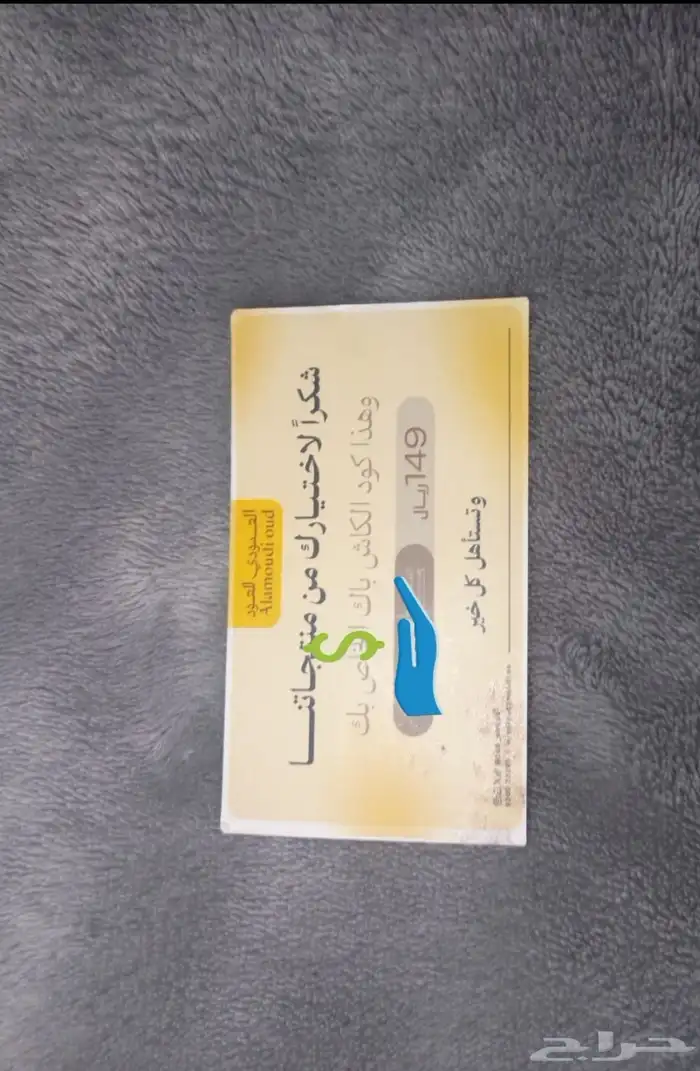 العمودي للعود
Alamoudi oud
شكراً لاختيارك من منتجاتنـــا
وهذا كود الكاش باك الخاص بك
149 ريال
وتستاهل كل خير
حراج